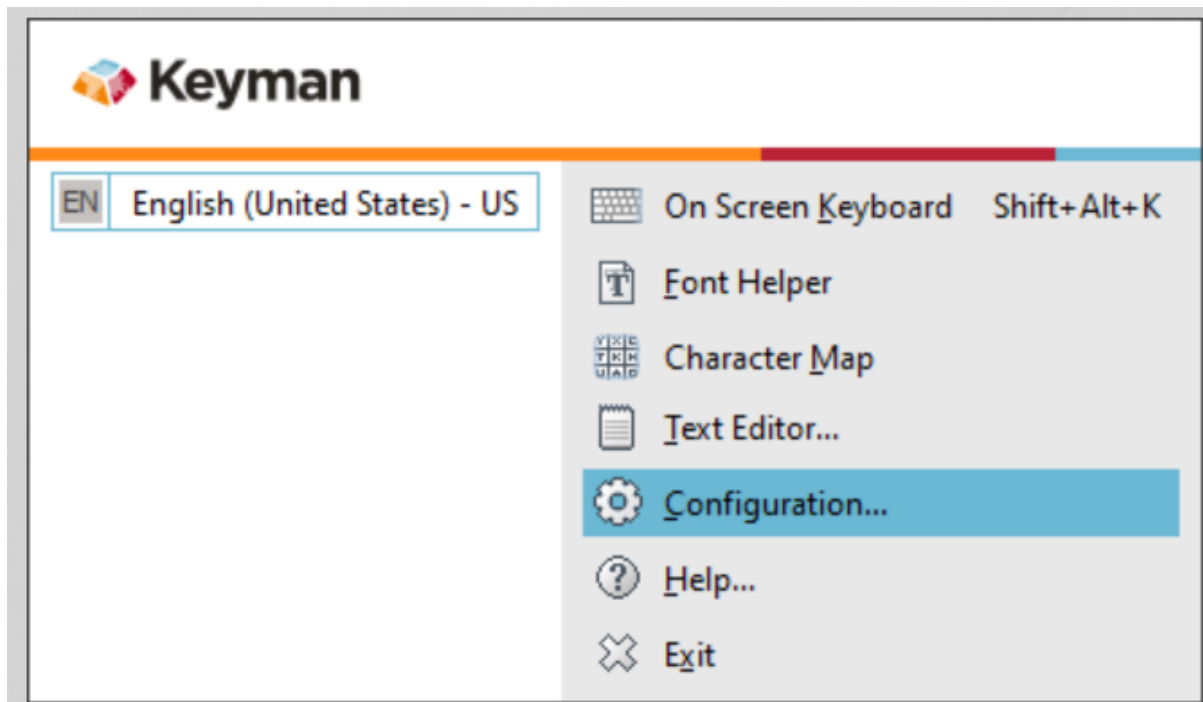 Keyman
EN English (United States) - US
On Screen Keyboard Shift+Alt+K
Font Helper
Character Map
Text Editor...
Configuration...
Help...
Exit